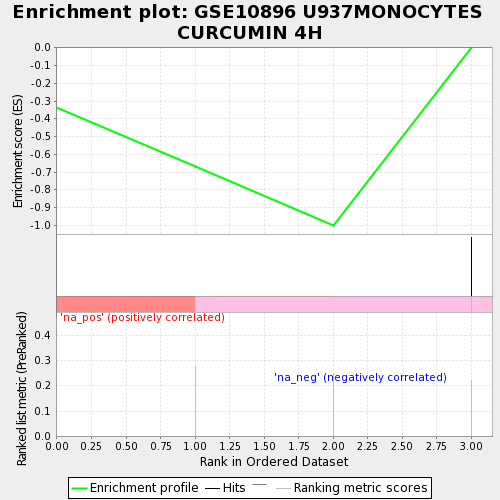 Enrichment plot: GSE10896 U937MONOCYTES
CURCUMIN 4H
Enrichment score (ES)
0.0
-0.1
-0.2
-0.3
-0.4
-0.5
-0.6
-0.7
-0.8
-0.9
-1.0
'na_pos' (positively correlated)
'na_neg' (negatively correlated)
Ranked list metric (PreRanked)
0.4
0.3
0.2
0.1
0.0
0.00 0.25 0.50 0.75 1.00 1.25 1.50 1.75 2.00 2.25 2.50 2.75 3.00
Rank in Ordered Dataset
Enrichment profile Hits Ranking metric scores